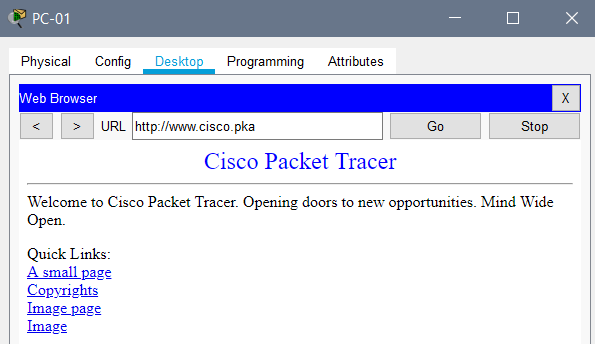 PC-01
Physical Config Desktop Programming Attributes
Web Browser X
< > URL http://www.cisco.pka Go Stop
Cisco Packet Tracer
Welcome to Cisco Packet Tracer. Opening doors to new opportunities. Mind Wide
Open.
Quick Links:
A small page
Copyrights
Image page
Image